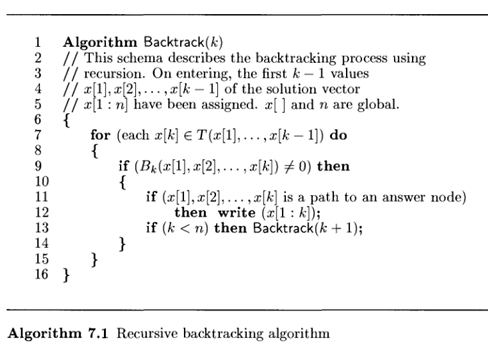 1 Algorithm Backtrack(k)
2 // This schema describes the backtracking process using
3 // recursion. On entering, the first k − 1 values
4 // x[1], x[2], . . . , x[k − 1] of the solution vector
5 // x[1 : n] have been assigned. x[ ] and n are global.
6 {
7 for (each x[k] ∈ T(x[1], . . . , x[k − 1]) do
8 {
9 if (Bk(x[1], x[2], . . . , x[k]) ≠ 0) then
10 {
11 if (x[1], x[2], . . . , x[k] is a path to an answer node)
12 then write (x[1 : k]);
13 if (k < n) then Backtrack(k + 1);
14 }
15 }
16 }
Algorithm 7.1 Recursive backtracking algorithm